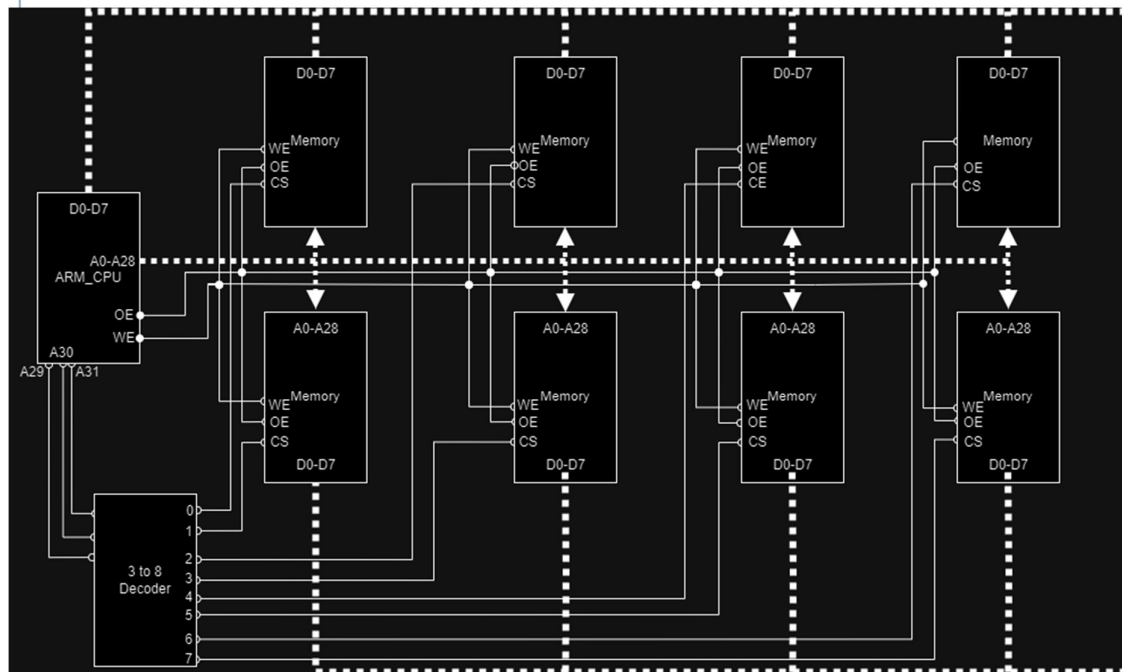 D0-D7
D0-D7
D0-D7
D0-D7
Memory
WE
OE
CS
Memory
WE
OE
CS
Memory
WE
OE
CE
Memory
OE
CS
D0-D7
A0-A28
ARM_CPU
OE
WE
A30
A29
A31
A0-A28
Memory
WE
OE
CS
D0-D7
A0-A28
Memory
WE
OE
CS
D0-D7
A0-A28
Memory
WE
OE
CS
D0-D7
A0-A28
Memory
WE
OE
CS
D0-D7
3 to 8
Decoder
0
1
2
3
4
5
6
7